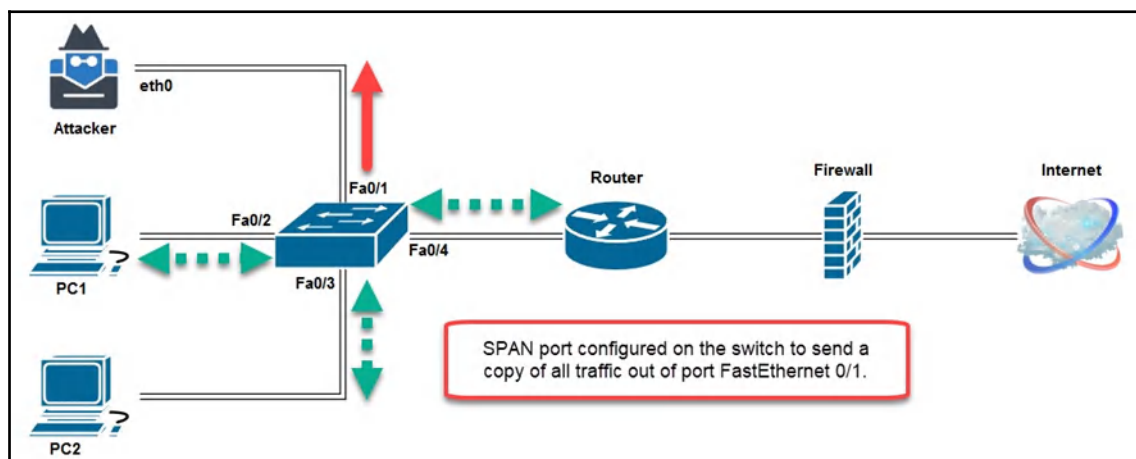 eth0
Attacker
Fa0/1
Router
Firewall
Internet
Fa0/2
Fa0/4
PC1
Fa0/3
SPAN port configured on the switch to send a
copy of all traffic out of port FastEthernet 0/1.
PC2